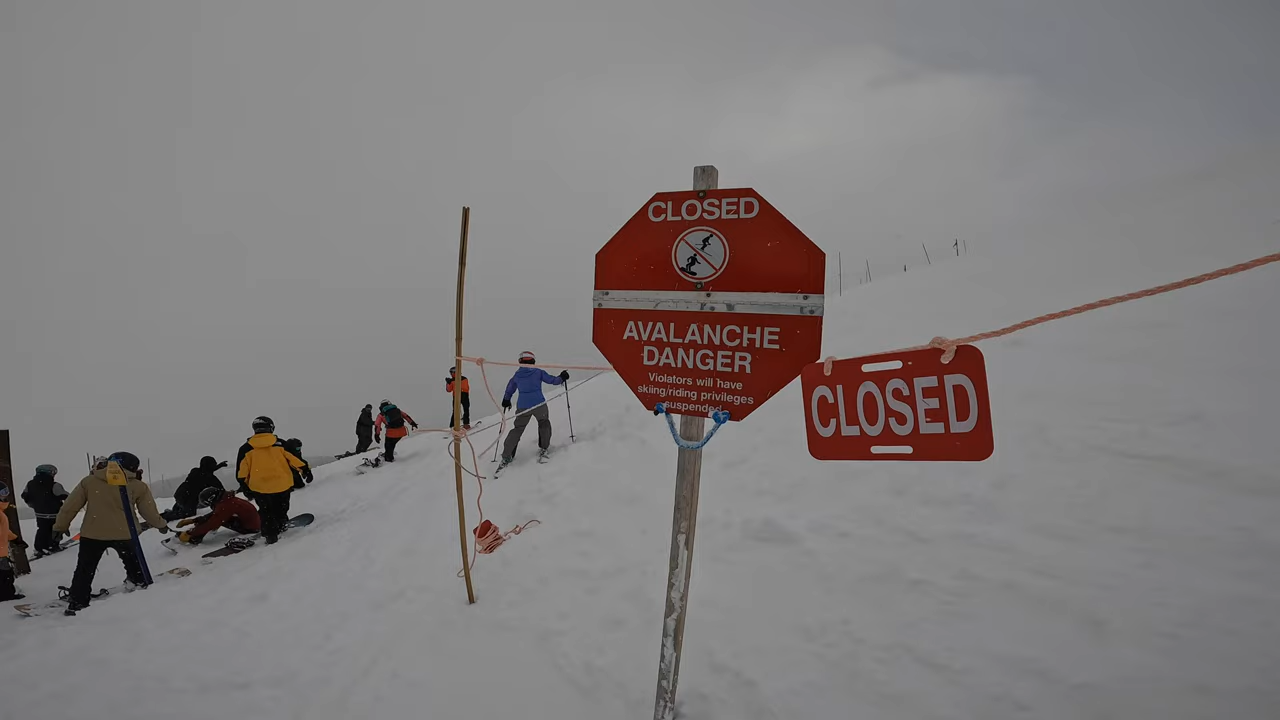 CLOSED
AVALANCHE
DANGER
Violators will have
skiing/riding privileges
suspended
CLOSED